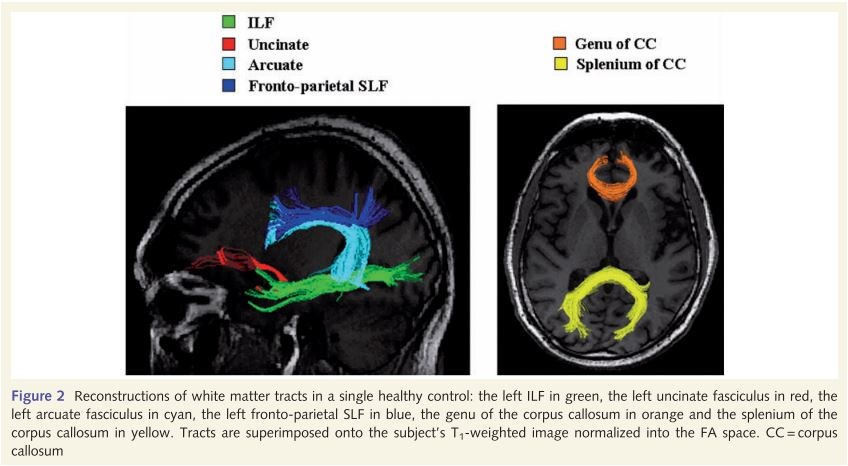 ILF
Uncinate
Arcuate
Fronto-parietal SLF
Genu of CC
Splenium of CC
Figure 2 Reconstructions of white matter tracts in a single healthy control: the left ILF in green, the left uncinate fasciculus in red, the
left arcuate fasciculus in cyan, the left fronto-parietal SLF in blue, the genu of the corpus callosum in orange and the splenium of the
corpus callosum in yellow. Tracts are superimposed onto the subject's T₁-weighted image normalized into the FA space. CC = corpus
callosum